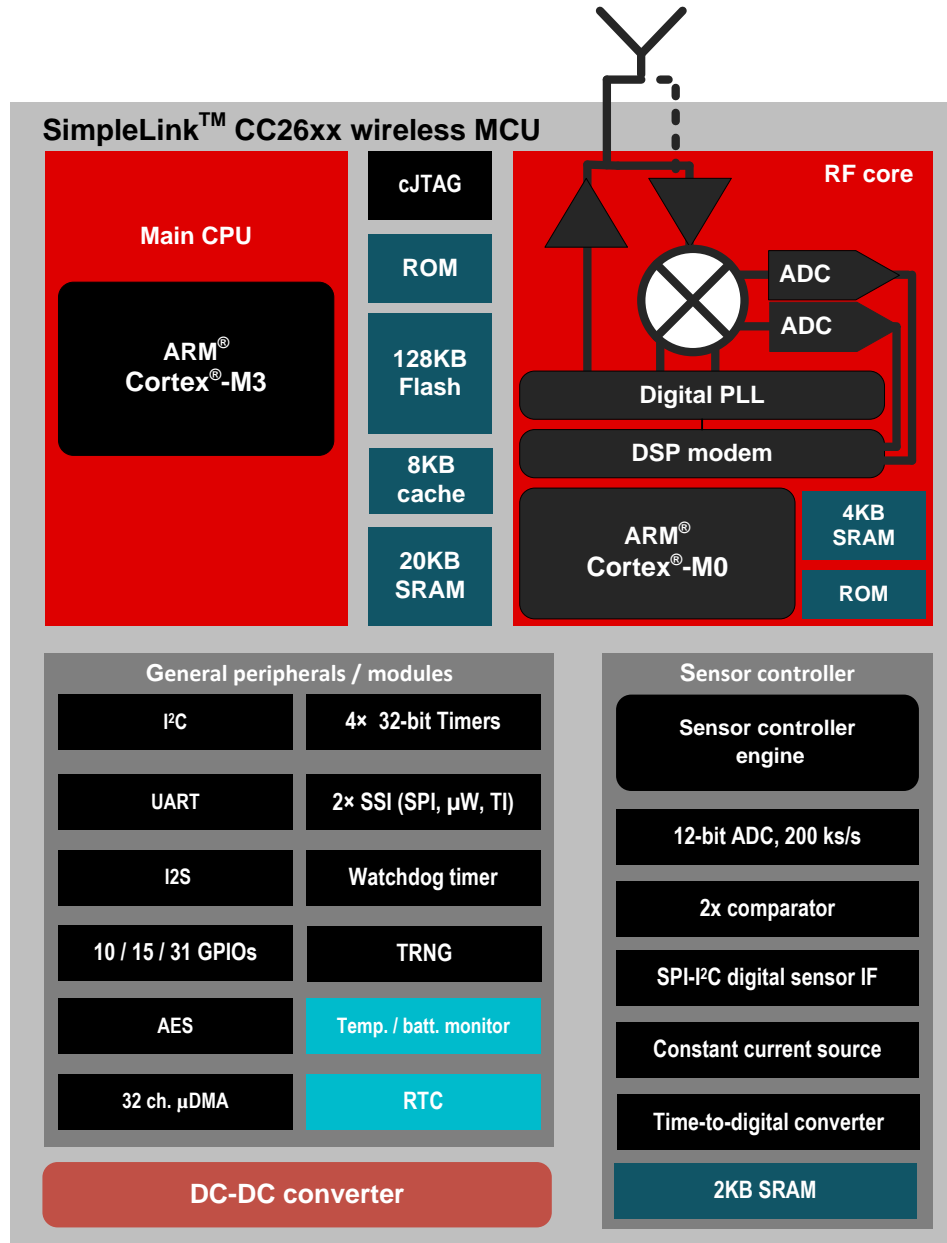 SimpleLink™ CC26xx wireless MCU
Main CPU
ARM®
Cortex®-M3
cJTAG
ROM
128KB
Flash
8KB
cache
20KB
SRAM
RF core
ADC
ADC
Digital PLL
DSP modem
ARM®
Cortex®-M0
4KB
SRAM
ROM
General peripherals / modules
I²C
4× 32-bit Timers
UART
2× SSI (SPI, µW, TI)
I2S
Watchdog timer
10 / 15 / 31 GPIOs
TRNG
AES
Temp. / batt. monitor
32 ch. µDMA
RTC
Sensor controller
Sensor controller
engine
12-bit ADC, 200 ks/s
2x comparator
SPI-I²C digital sensor IF
Constant current source
Time-to-digital converter
2KB SRAM
DC-DC converter